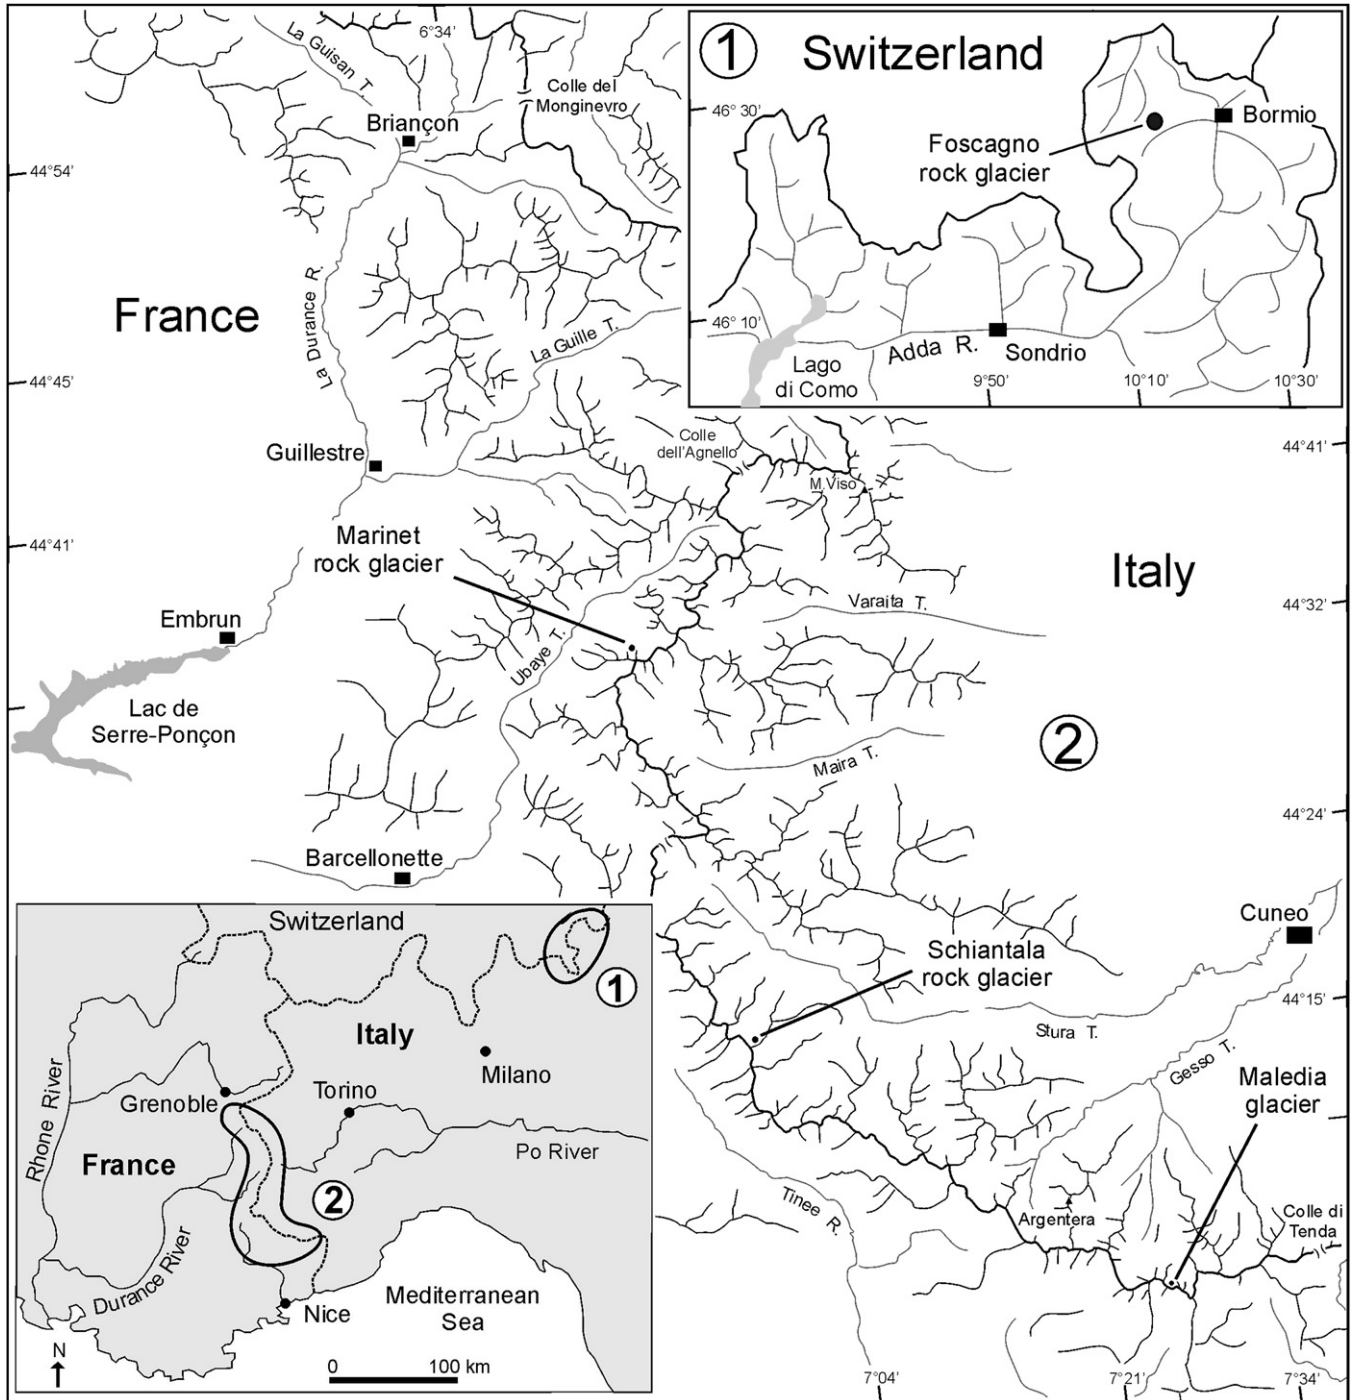 La Guisan T.
6°34'
Colle del
Monginevro
Briançon
44°54'
France
La Durance R.
La Guille T.
44°45'
Guillestre
Colle
dell'Agnello
M.Viso
44°41'
Marinet
rock glacier
44°41'
Italy
Embrun
Ubaye T.
Varaita T.
44°32'
Lac de
Serre-Ponçon
2
Maira T.
44°24'
Barcellonette
Cuneo
Schiantala
rock glacier
44°15'
Stura T.
Gesso T.
Maledia
glacier
Tinee R.
Argentera
Colle di
Tenda
7°04'
7°21'
7°34'
1
Switzerland
46° 30'
Bormio
Foscagno
rock glacier
46° 10'
Adda R.
Sondrio
Lago
di Como
9°50'
10°10'
10°30'
Switzerland
1
Italy
Milano
Torino
Grenoble
Rhone River
France
Po River
2
Durance River
Nice
Mediterranean
Sea
N
0
100 km